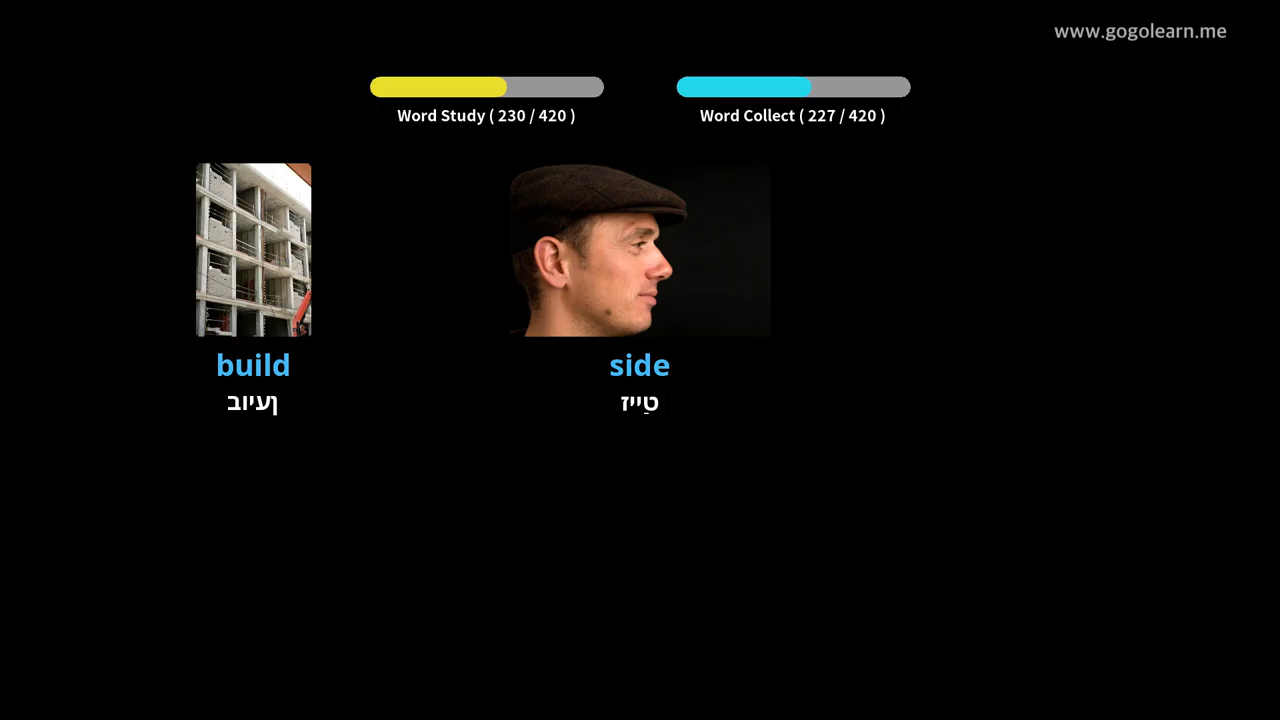 www.gogolearn.me
Word Study ( 230 / 420 )
Word Collect ( 227 / 420 )
build
ןעיוב
side
טַייז